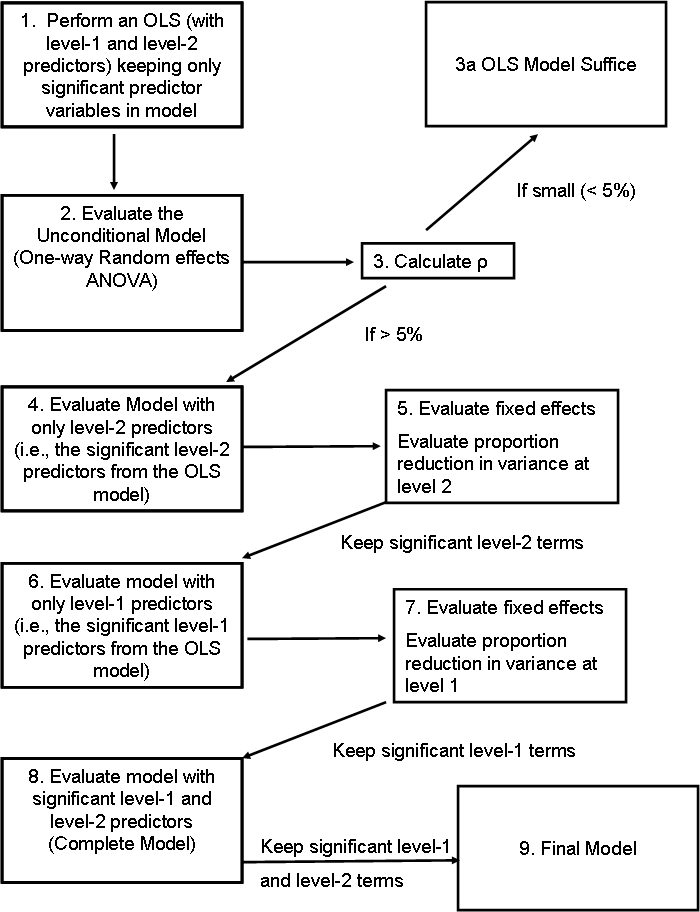 1. Perform an OLS (with
level-1 and level-2
predictors) keeping only
significant predictor
variables in model
3a OLS Model Suffice
If small (< 5%)
2. Evaluate the
Unconditional Model
(One-way Random effects
ANOVA)
3. Calculate ρ
If > 5%
4. Evaluate Model with
only level-2 predictors
(i.e., the significant level-2
predictors from the OLS
model)
5. Evaluate fixed effects
Evaluate proportion
reduction in variance at
level 2
Keep significant level-2 terms
6. Evaluate model with
only level-1 predictors
(i.e., the significant level-1
predictors from the OLS
model)
7. Evaluate fixed effects
Evaluate proportion
reduction in variance at
level 1
Keep significant level-1 terms
8. Evaluate model with
significant level-1 and
level-2 predictors
(Complete Model)
Keep significant level-1
and level-2 terms
9. Final Model